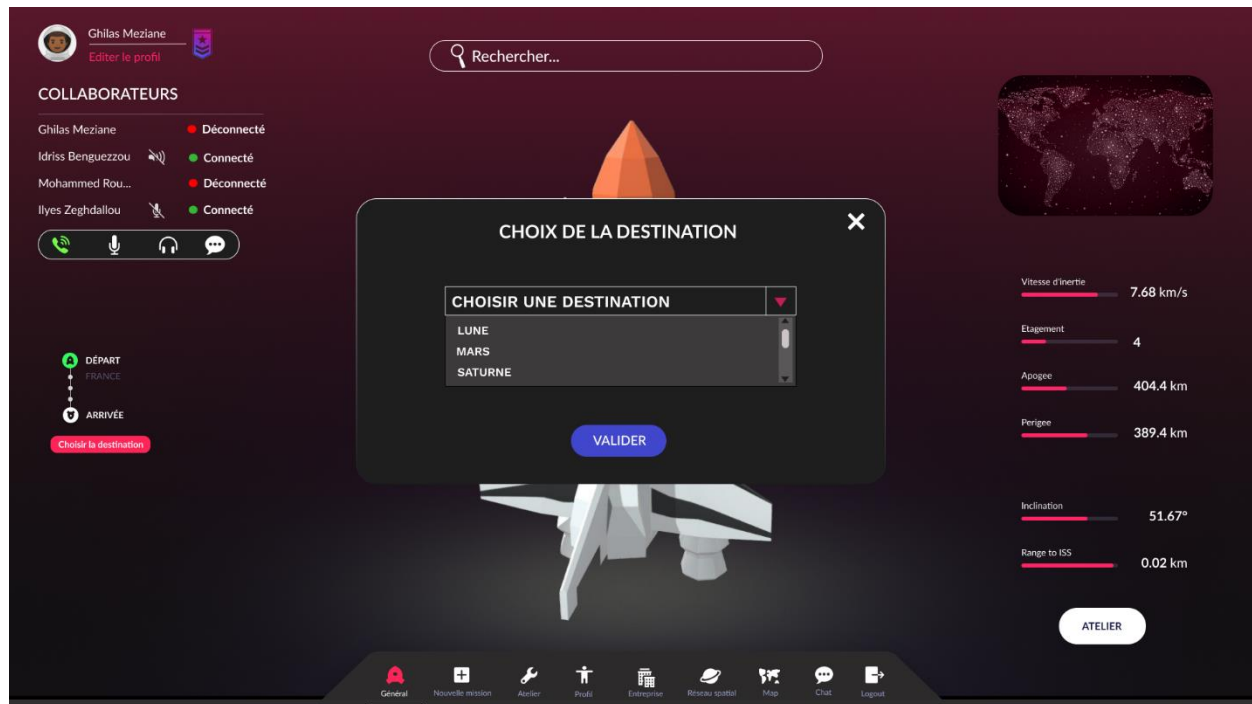 Ghilas Meziane
Editer le profil
Rechercher...
COLLABORATEURS
Ghilas Meziane Déconnecté
Idriss Benguezzou Connecté
Mohammed Rou... Déconnecté
Ilyes Zeghdallou Connecté
DÉPART
FRANCE
ARRIVÉE
Choisir la destination
CHOIX DE LA DESTINATION
CHOISIR UNE DESTINATION
LUNE
MARS
SATURNE
VALIDER
Vitesse d'inertie
7.68 km/s
Etagement
4
Apogee
404.4 km
Perigee
389.4 km
Inclination
51.67°
Range to ISS
0.02 km
ATELIER
Général Nouvelle mission Atelier Profil Entreprise Réseau spatial Map Chat Logout